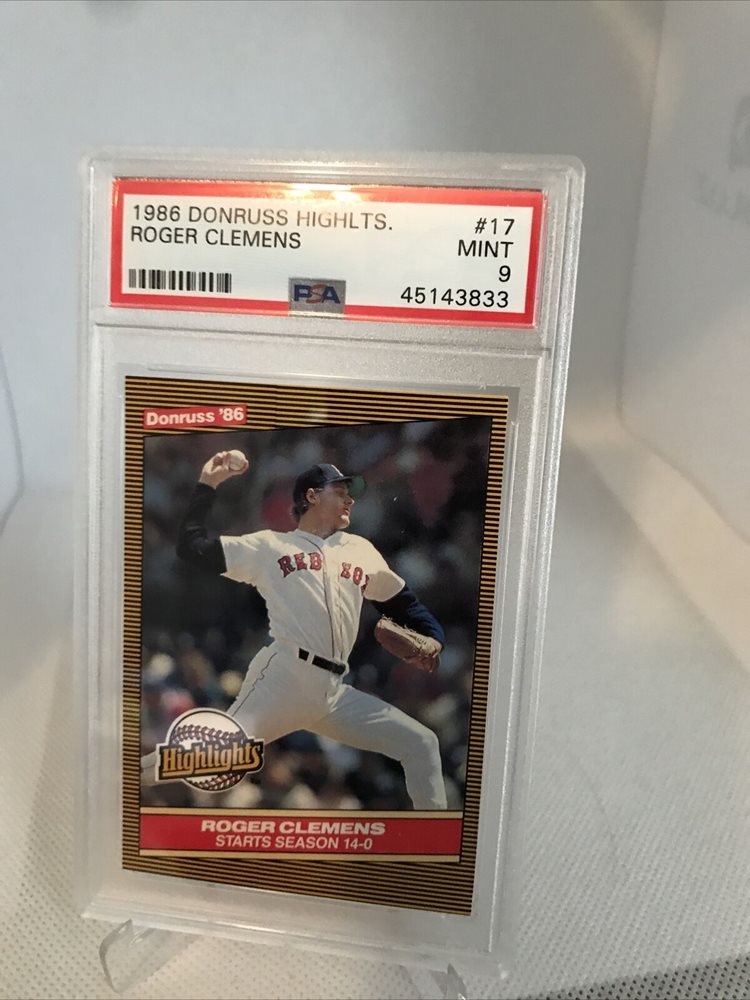 1986 DONRUSS HIGHLTS. #17
ROGER CLEMENS MINT
9
PSA 45143833
Donruss '86
RED SOX
Highlights
ROGER CLEMENS
STARTS SEASON 14-0